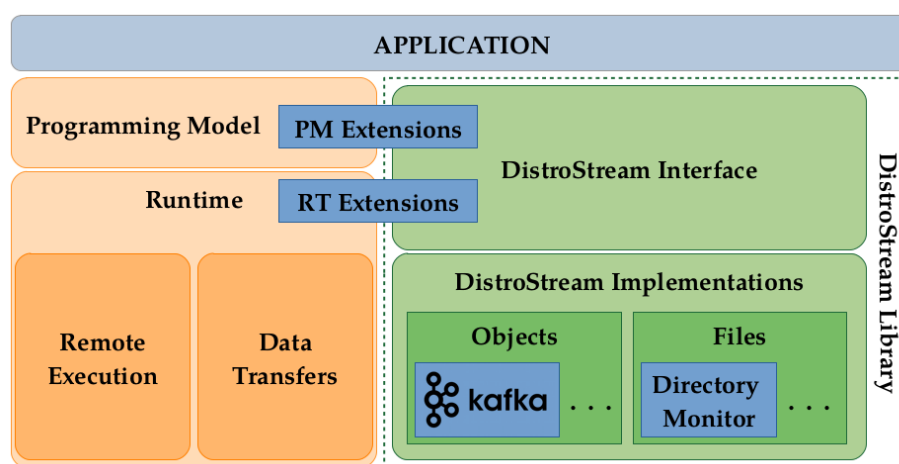 APPLICATION
Programming Model
PM Extensions
DistroStream Interface
Runtime
RT Extensions
DistroStream Library
Remote
Execution
Data
Transfers
DistroStream Implementations
Objects
kafka
. . .
Files
Directory
Monitor
. . .